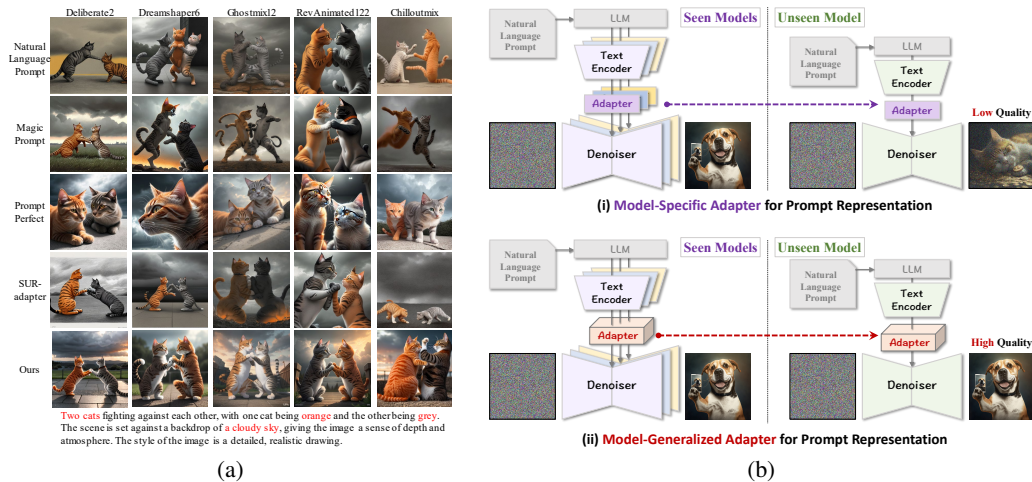 Deliberate2 Dreamshaper6 Ghostmix12 RevAnimated122 Chilloutmix
Natural
Language
Prompt
Magic
Prompt
Prompt
Perfect
SUR-
adapter
Ours
Two cats fighting against each other, with one cat being orange and the other being grey.
The scene is set against a backdrop of a cloudy sky, giving the image a sense of depth and
atmosphere. The style of the image is a detailed, realistic drawing.
(a)
Natural
Language
Prompt
LLM
Seen Models
Unseen Model
Text
Encoder
Adapter
Denoiser
Natural
Language
Prompt
LLM
Text
Encoder
Adapter
Low Quality
Denoiser
(i) Model-Specific Adapter for Prompt Representation
Natural
Language
Prompt
LLM
Seen Models
Unseen Model
Text
Encoder
Adapter
Denoiser
Natural
Language
Prompt
LLM
Text
Encoder
Adapter
High Quality
Denoiser
(ii) Model-Generalized Adapter for Prompt Representation
(b)